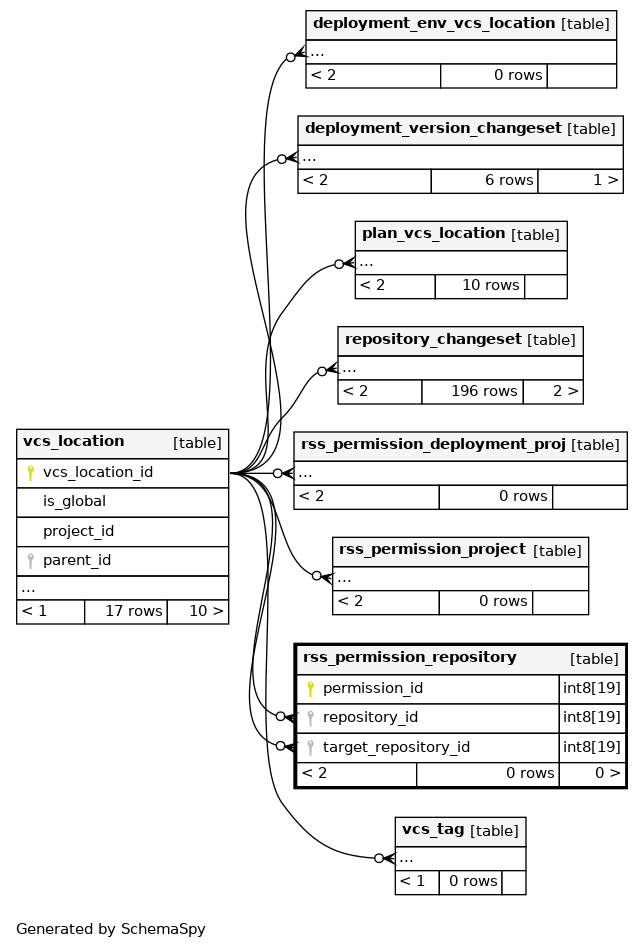 deployment_env_vcs_location [table]
...
< 2 0 rows
deployment_version_changeset [table]
...
< 2 6 rows 1 >
plan_vcs_location [table]
...
< 2 10 rows
repository_changeset [table]
...
< 2 196 rows 2 >
vcs_location [table]
vcs_location_id
is_global
project_id
parent_id
...
< 1 17 rows 10 >
rss_permission_deployment_proj [table]
...
< 2 0 rows
rss_permission_project [table]
...
< 2 0 rows
rss_permission_repository [table]
permission_id int8[19]
repository_id int8[19]
target_repository_id int8[19]
< 2 0 rows 0 >
vcs_tag [table]
...
< 1 0 rows
Generated by SchemaSpy